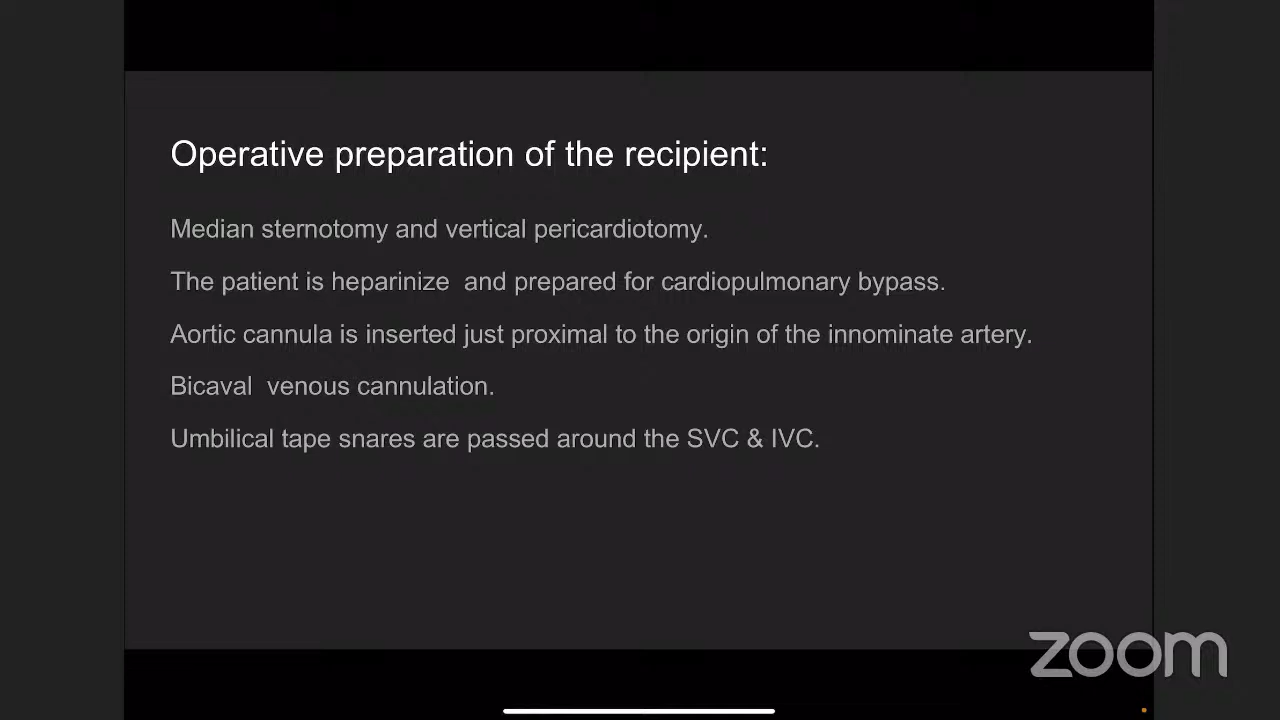 Operative preparation of the recipient:
Median sternotomy and vertical pericardiotomy.
The patient is heparinize  and prepared for cardiopulmonary bypass.
Aortic cannula is inserted just proximal to the origin of the innominate artery.
Bicaval  venous cannulation.
Umbilical tape snares are passed around the SVC & IVC.
zoom